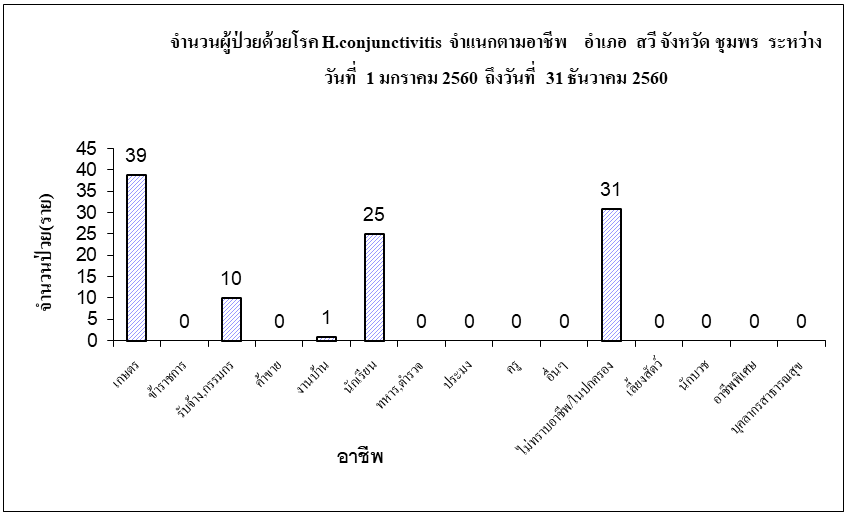 จำนวนผู้ป่วยด้วยโรค H.conjunctivitis จำแนกตามอาชีพ อำเภอ สวี จังหวัด ชุมพร ระหว่าง
วันที่ 1 มกราคม 2560 ถึงวันที่ 31 ธันวาคม 2560
จำนวนป่วย(ราย)
45
40
35
30
25
20
15
10
5
0
39
0
10
0
1
25
0
0
0
0
31
0
0
0
0
เกษตร
ข้าราชการ
รับจ้าง,กรรมกร
ค้าขาย
งานบ้าน
นักเรียน
ทหาร,ตำรวจ
ประมง
ครู
อื่นๆ
ไม่ทราบอาชีพ/ในปกครอง
เลี้ยงสัตว์
นักบวช
อาชีพพิเศษ
บุคลากรสาธารณสุข
อาชีพ